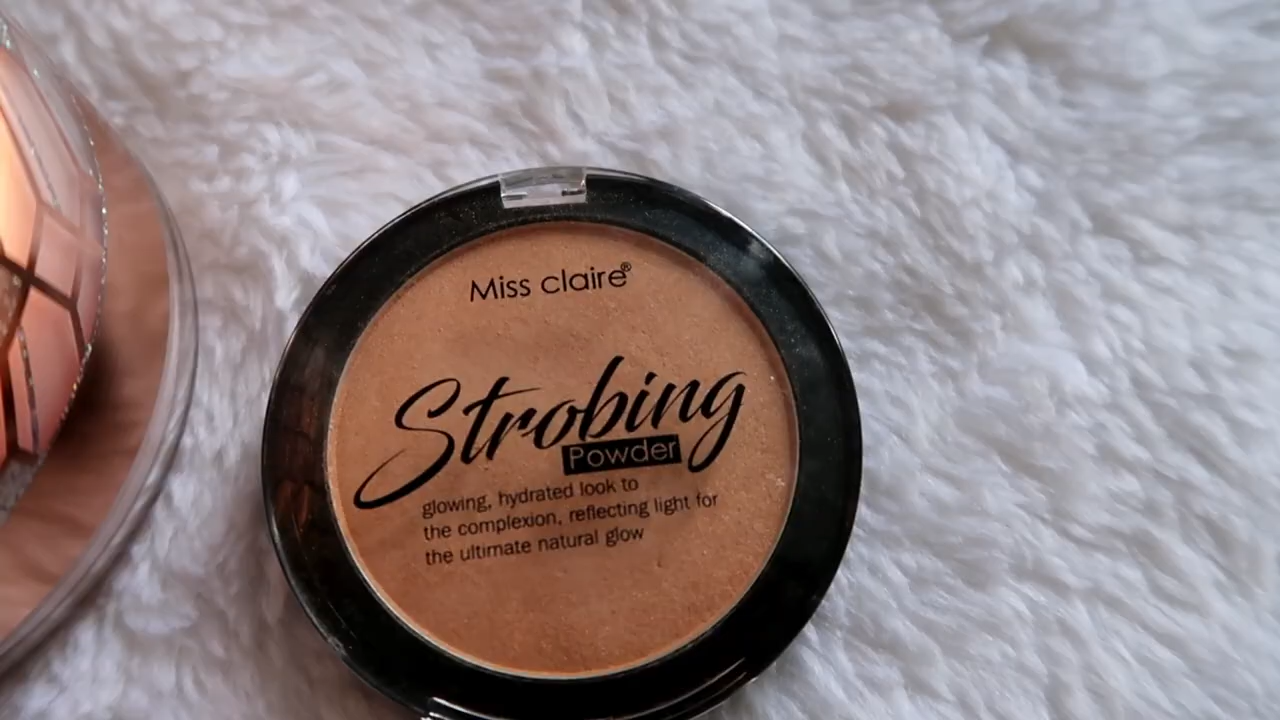 Miss claire®
Strobing
Powder
glowing, hydrated look to
the complexion, reflecting light for
the ultimate natural glow